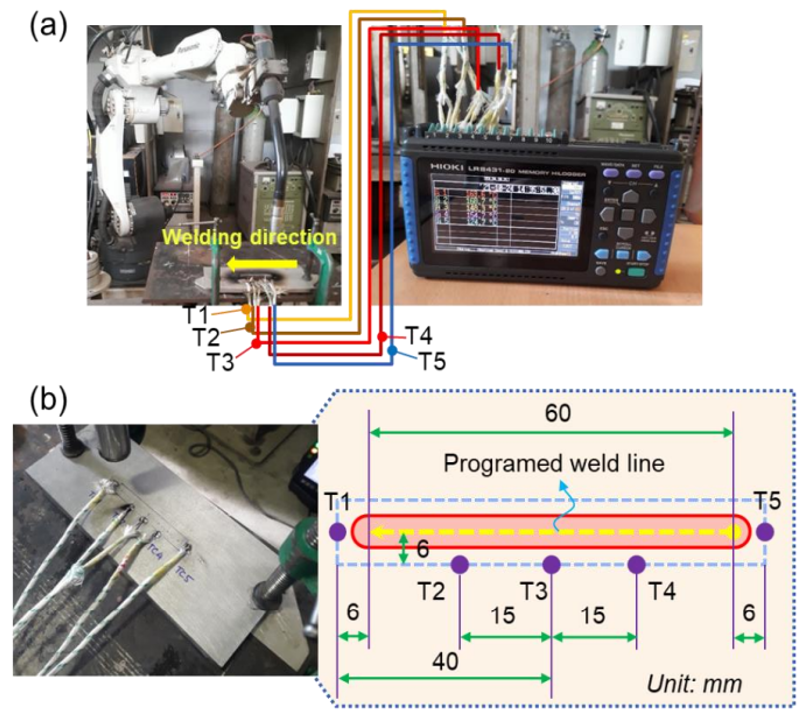 (a)
Panasonic
HIOKI LR8431-20 MEMORY HiLOGGER
Welding direction
T1
T2
T3
T4
T5
(b)
60
Programed weld line
T1
T5
6
T2
T3
T4
6
15
15
6
40
Unit: mm
TC4
TC5